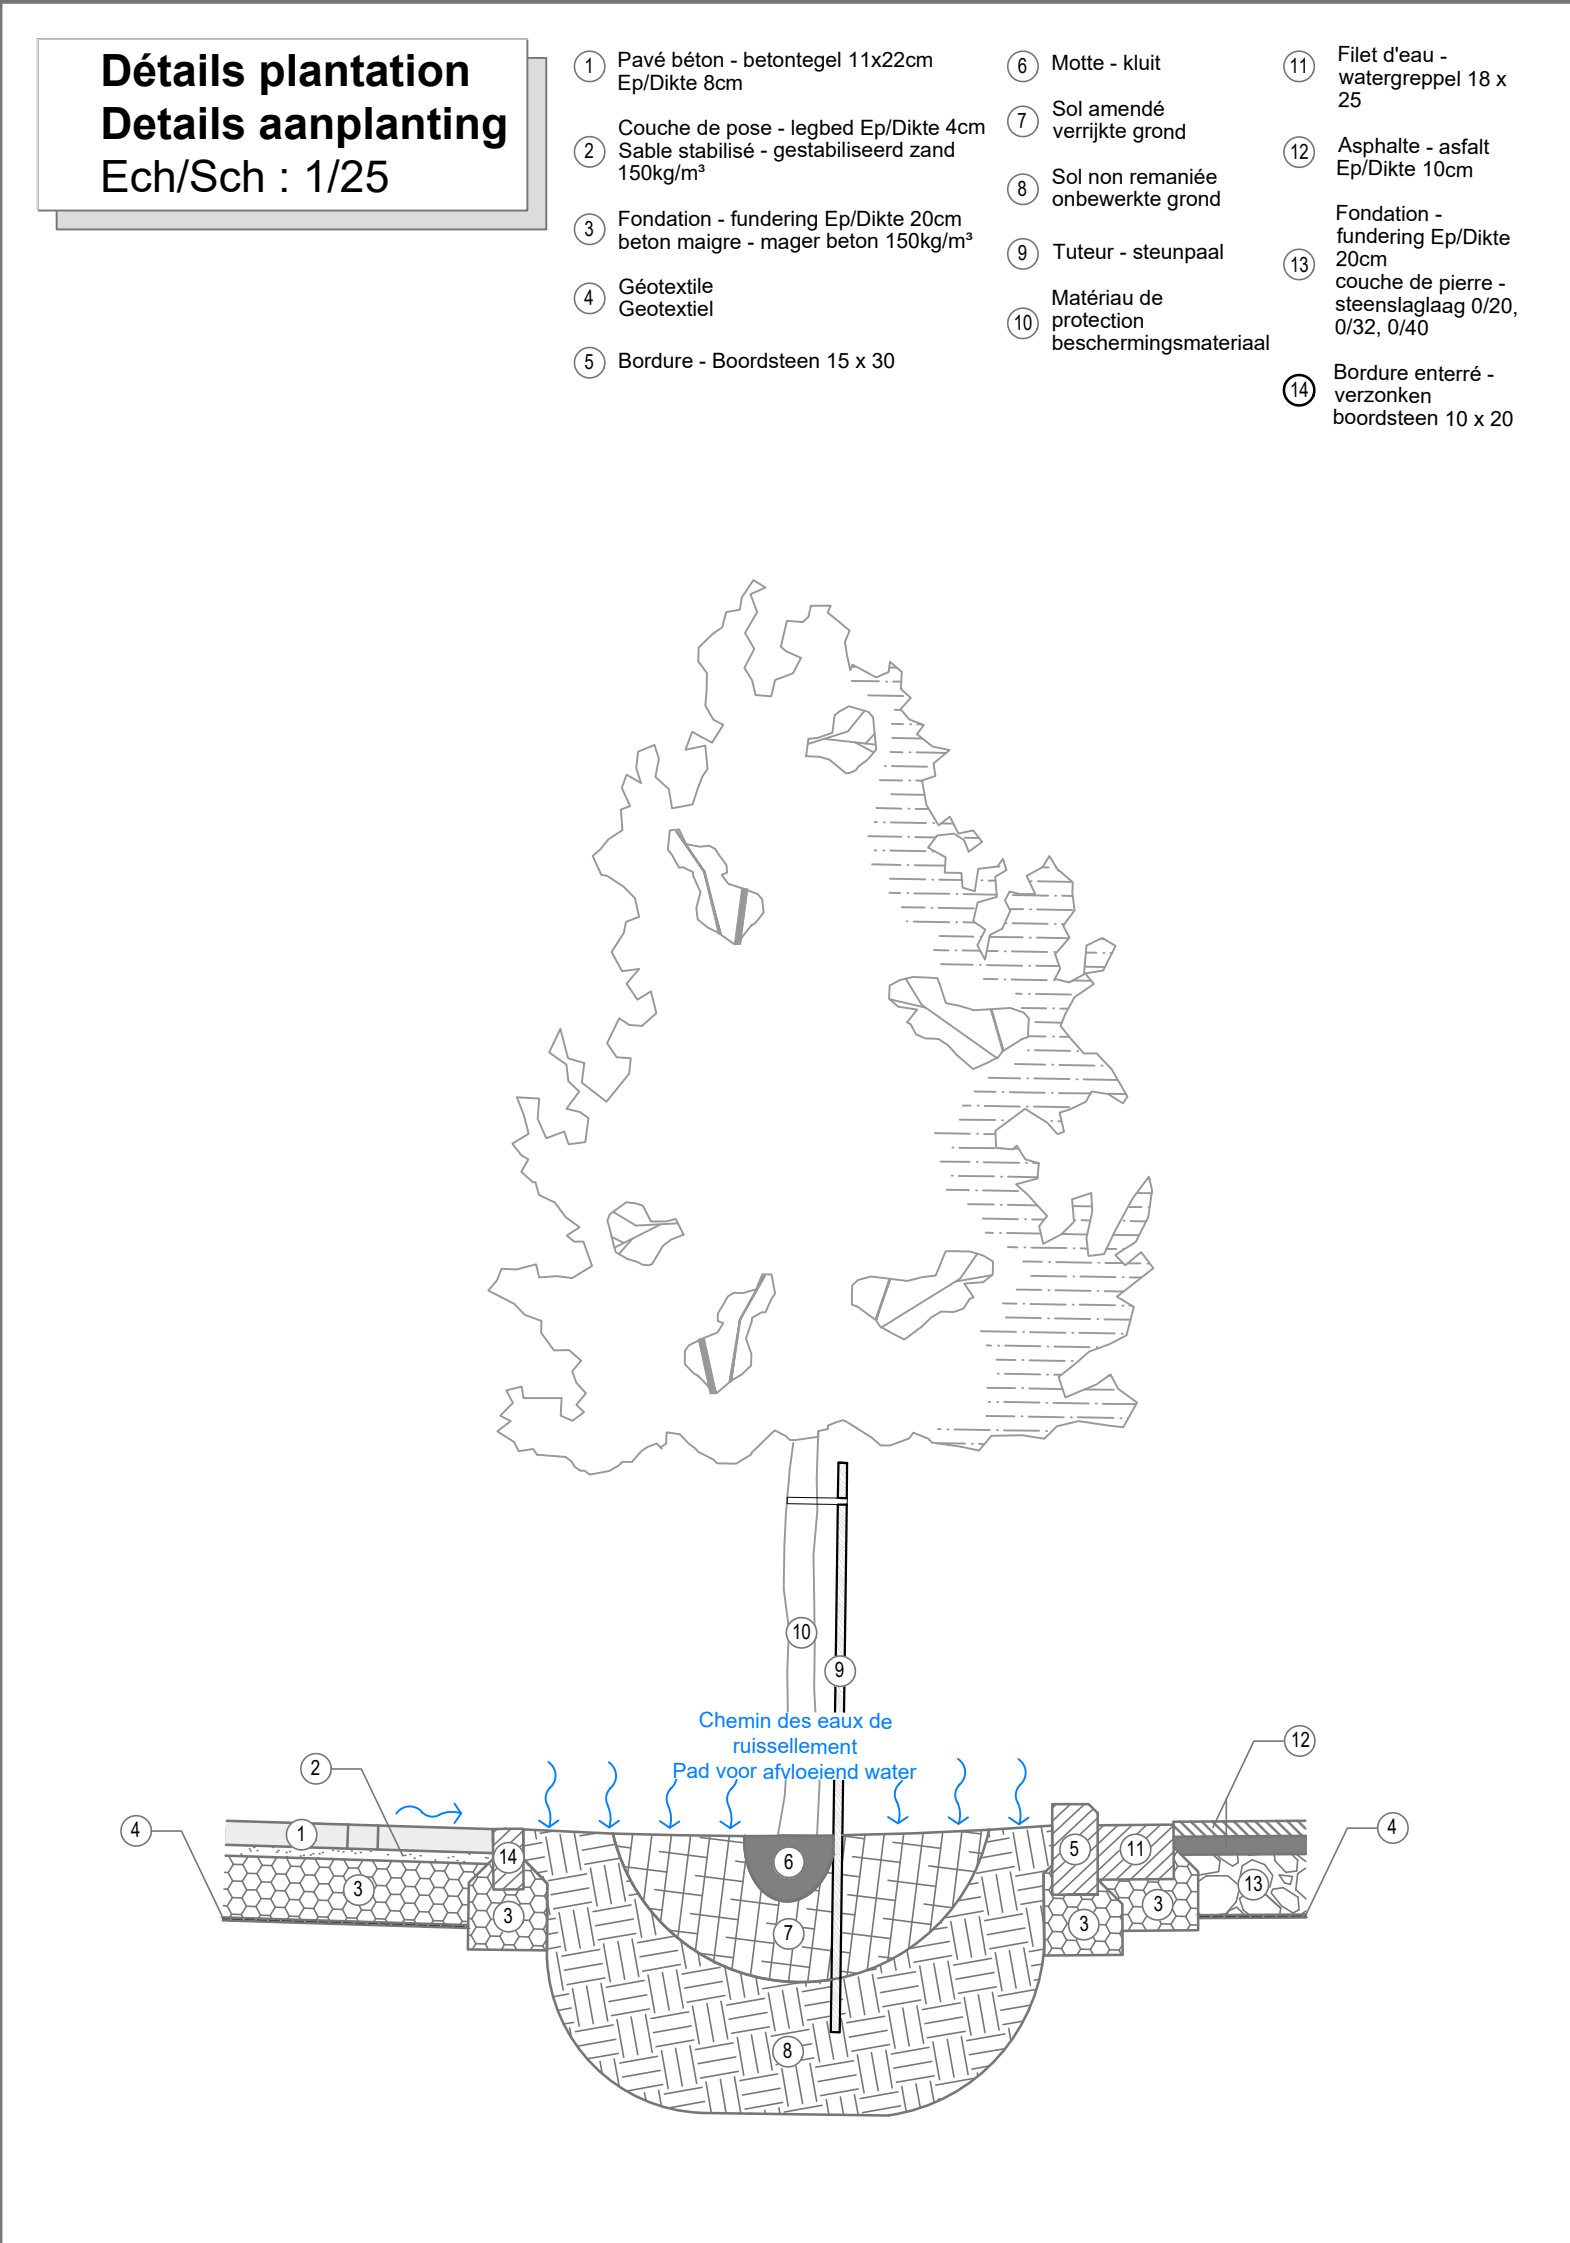 Détails plantation
Details aanplanting
Ech/Sch : 1/25
1
Pavé béton - betontegel 11x22cm
Ep/Dikte 8cm
2
Couche de pose - legbed Ep/Dikte 4cm
Sable stabilisé - gestabiliseerd zand
150kg/m³
3
Fondation - fundering Ep/Dikte 20cm
beton maigre - mager beton 150kg/m³
4
Géotextile
Geotextiel
5
Bordure - Boordsteen 15 x 30
6
Motte - kluit
7
Sol amendé
verrijkte grond
8
Sol non remaniée
onbewerkte grond
9
Tuteur - steunpaal
10
Matériau de
protection
beschermingsmateriaal
11
Filet d'eau -
watergreppel 18 x
25
12
Asphalte - asfalt
Ep/Dikte 10cm
13
Fondation -
fundering Ep/Dikte
20cm
couche de pierre -
steenslaglaag 0/20,
0/32, 0/40
14
Bordure enterré -
verzonken
boordsteen 10 x 20
10
9
Chemin des eaux de
ruissellement
Pad voor afvloeiend water
12
2
4
1
4
14
6
5
11
3
13
3
3
3
7
8